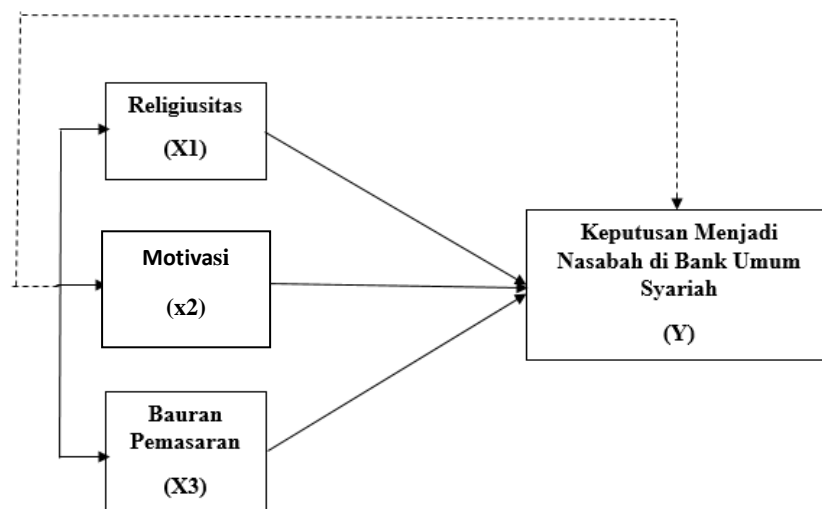 Religiusitas
(X1)
Motivasi
(x2)
Bauran
Pemasaran
(X3)
Keputusan Menjadi
Nasabah di Bank Umum
Syariah
(Y)